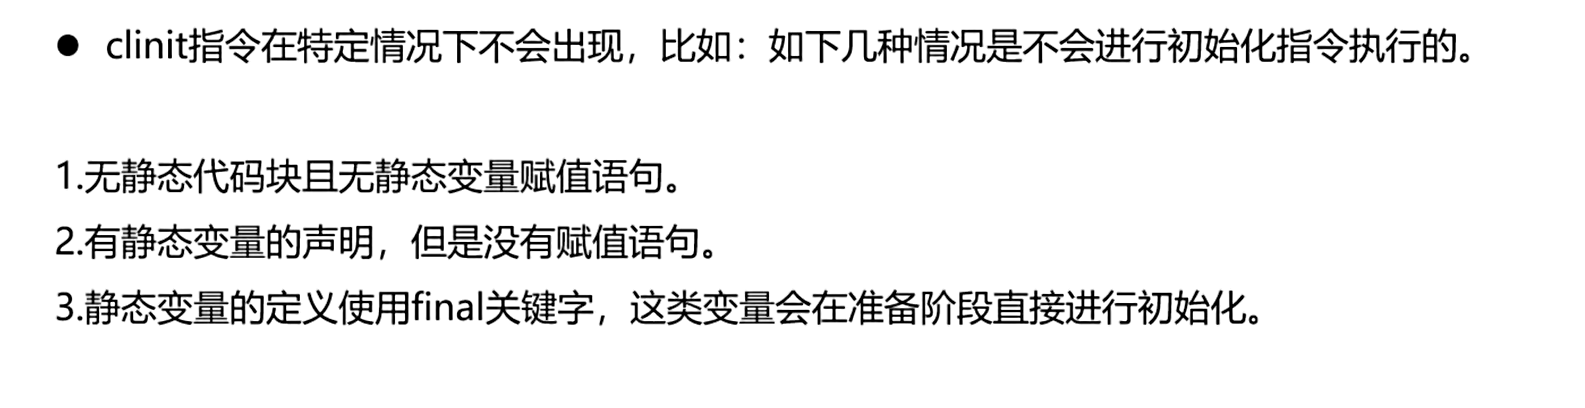 ● clinit指令在特定情况下不会出现，比如：如下几种情况是不会进行初始化指令执行的。
1.无静态代码块且无静态变量赋值语句。
2.有静态变量的声明，但是没有赋值语句。
3.静态变量的定义使用final关键字，这类变量会在准备阶段直接进行初始化。